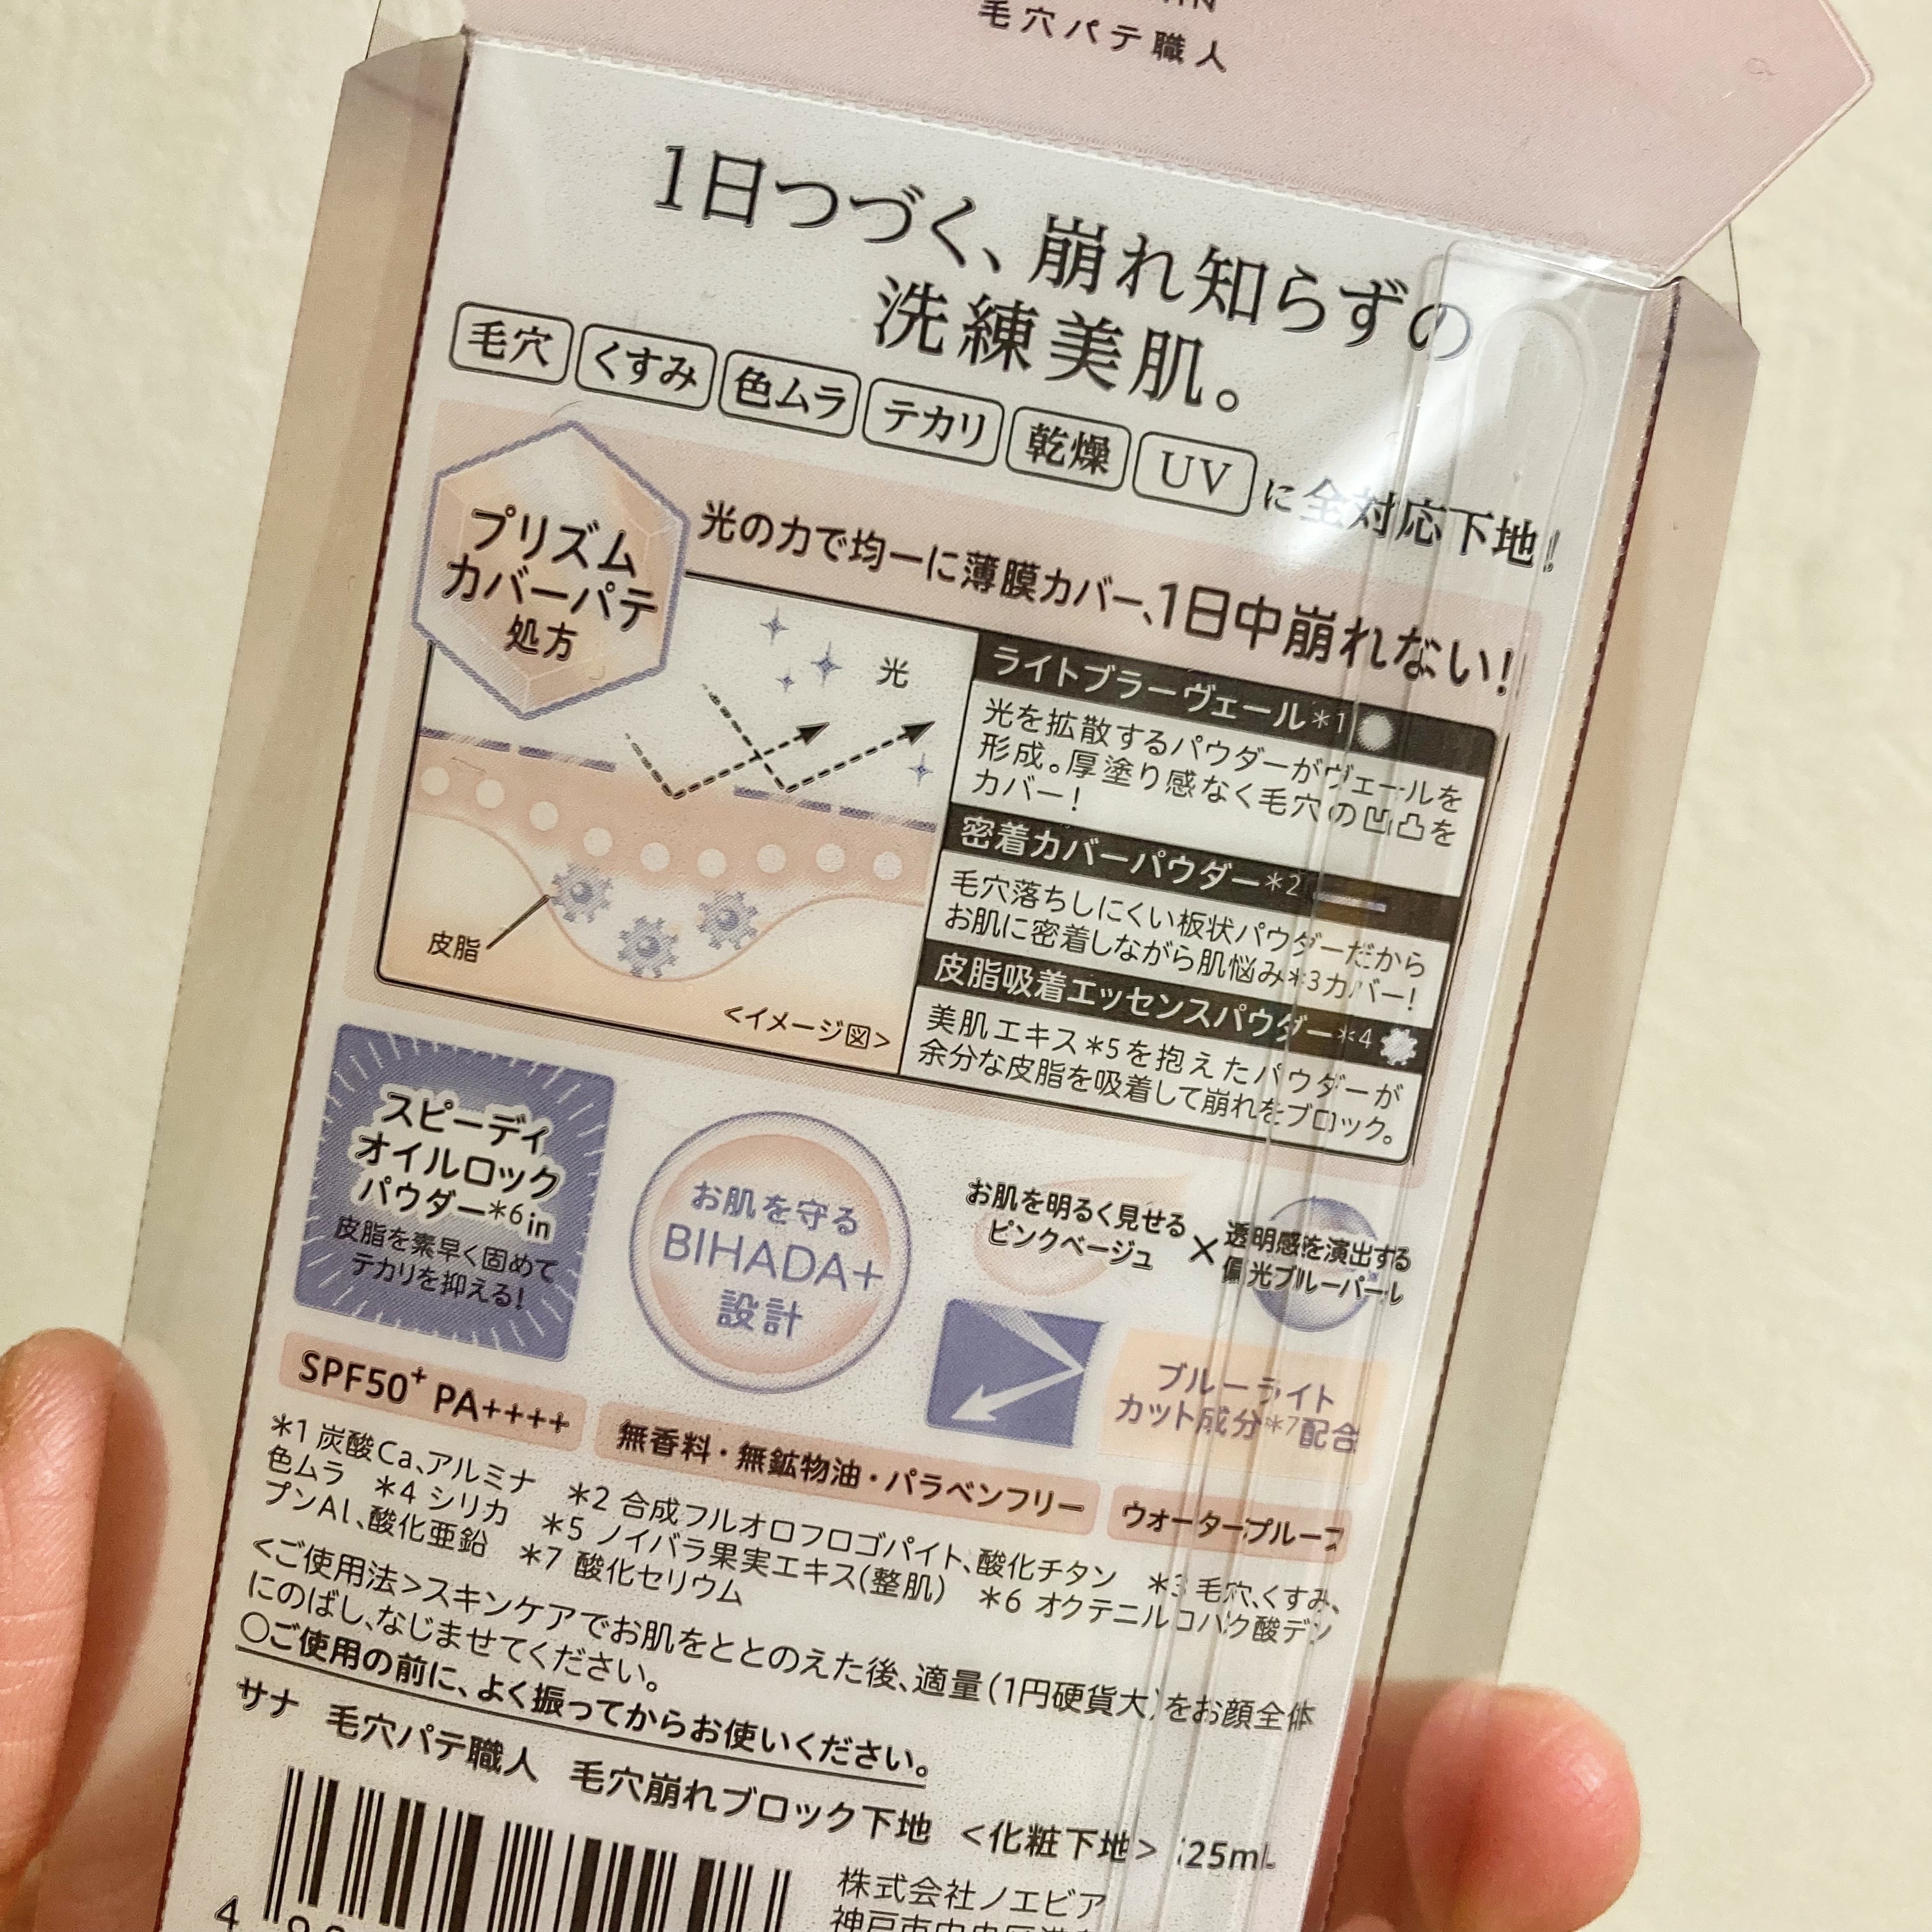 毛穴パテ職人
1日つづく、崩れ知らずの
洗練美肌。
毛穴 くすみ 色ムラ テカリ 乾燥 UV に全対応下地!
プリズム
カバーパテ
処方
光の力で均一に薄膜カバー、1日中崩れない!
光
皮脂
<イメージ図>
ライトブラーヴェール*1
光を拡散するパウダーがヴェールを
形成。厚塗り感なく毛穴の凹凸を
カバー!
密着カバーパウダー*2
毛穴落ちしにくい板状パウダーだから
お肌に密着しながら肌悩み*3カバー!
皮脂吸着エッセンスパウダー*4
美肌エキス*5を抱えたパウダーが
余分な皮脂を吸着して崩れをブロック。
スピーディ
オイルロック
パウダー*6in
皮脂を素早く固めて
テカリを抑える!
お肌を守る
BIHADA+
設計
お肌を明るく見せる
ピンクベージュ
×
透明感を演出する
偏光ブルーパール
ブルーライト
カット成分*7配合
SPF50+ PA++++
無香料・無鉱物油・パラベンフリー
ウォータープルーフ
*1 炭酸Ca、アルミナ *2 合成フルオロフロゴパイト、酸化チタン *3 毛穴、くすみ、
色ムラ *4 シリカ *5 ノイバラ果実エキス(整肌) *6 オクテニルコハク酸デン
プンAl、酸化亜鉛 *7 酸化セリウム
<ご使用法>スキンケアでお肌をととのえた後、適量(1円硬貨大)をお顔全体
にのばし、なじませてください。
○ご使用の前に、よく振ってからお使いください。
サナ 毛穴パテ職人 毛穴崩れブロック下地 <化粧下地> 25mL
株式会社ノエビア
4